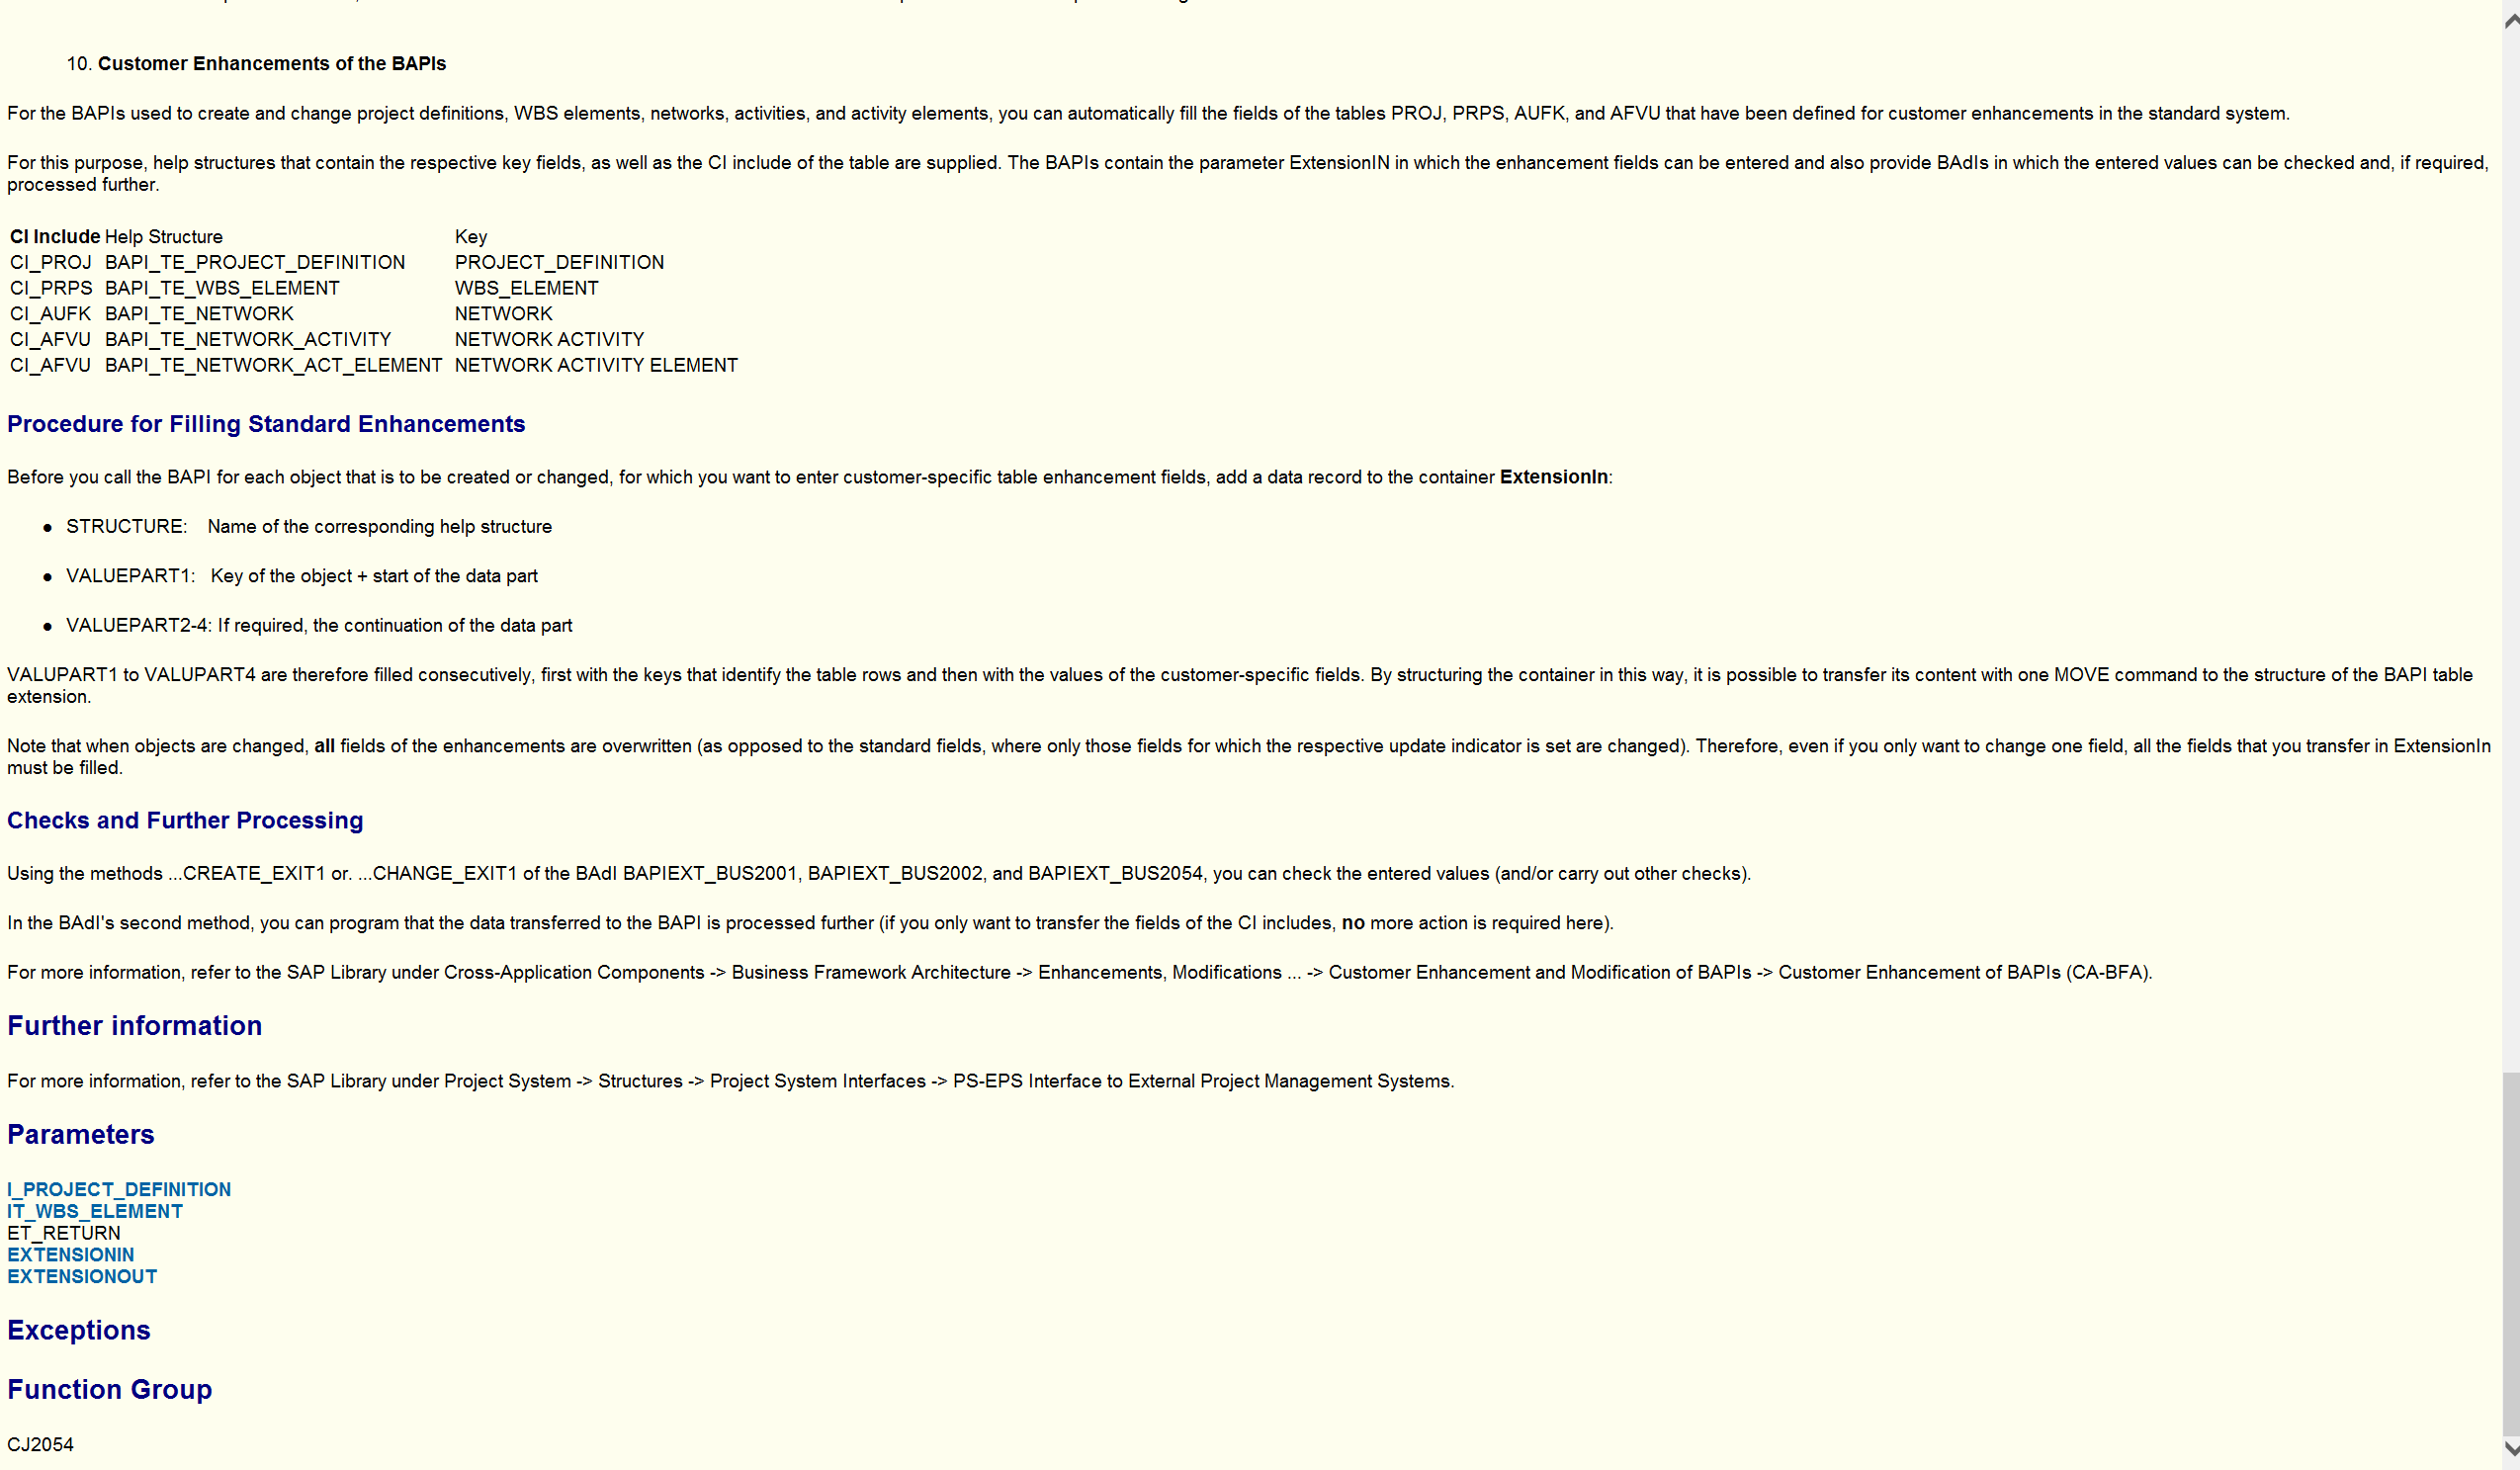 10. Customer Enhancements of the BAPIs
For the BAPIs used to create and change project definitions, WBS elements, networks, activities, and activity elements, you can automatically fill the fields of the tables PROJ, PRPS, AUFK, and AFVU that have been defined for customer enhancements in the standard system.
For this purpose, help structures that contain the respective key fields, as well as the CI include of the table are supplied. The BAPIs contain the parameter ExtensionIN in which the enhancement fields can be entered and also provide BAdIs in which the entered values can be checked and, if required,
processed further.
CI Include Help Structure Key
CI_PROJ BAPI_TE_PROJECT_DEFINITION PROJECT_DEFINITION
CI_PRPS BAPI_TE_WBS_ELEMENT WBS_ELEMENT
CI_AUFK BAPI_TE_NETWORK NETWORK
CI_AFVU BAPI_TE_NETWORK_ACTIVITY NETWORK ACTIVITY
CI_AFVU BAPI_TE_NETWORK_ACT_ELEMENT NETWORK ACTIVITY ELEMENT
Procedure for Filling Standard Enhancements
Before you call the BAPI for each object that is to be created or changed, for which you want to enter customer-specific table enhancement fields, add a data record to the container ExtensionIn:
● STRUCTURE: Name of the corresponding help structure
● VALUEPART1: Key of the object + start of the data part
● VALUEPART2-4: If required, the continuation of the data part
VALUPART1 to VALUPART4 are therefore filled consecutively, first with the keys that identify the table rows and then with the values of the customer-specific fields. By structuring the container in this way, it is possible to transfer its content with one MOVE command to the structure of the BAPI table
extension.
Note that when objects are changed, all fields of the enhancements are overwritten (as opposed to the standard fields, where only those fields for which the respective update indicator is set are changed). Therefore, even if you only want to change one field, all the fields that you transfer in ExtensionIn
must be filled.
Checks and Further Processing
Using the methods ...CREATE_EXIT1 or. ...CHANGE_EXIT1 of the BAdI BAPIEXT_BUS2001, BAPIEXT_BUS2002, and BAPIEXT_BUS2054, you can check the entered values (and/or carry out other checks).
In the BAdI's second method, you can program that the data transferred to the BAPI is processed further (if you only want to transfer the fields of the CI includes, no more action is required here).
For more information, refer to the SAP Library under Cross-Application Components -> Business Framework Architecture -> Enhancements, Modifications ... -> Customer Enhancement and Modification of BAPIs -> Customer Enhancement of BAPIs (CA-BFA).
Further information
For more information, refer to the SAP Library under Project System -> Structures -> Project System Interfaces -> PS-EPS Interface to External Project Management Systems.
Parameters
I_PROJECT_DEFINITION
IT_WBS_ELEMENT
ET_RETURN
EXTENSIONIN
EXTENSIONOUT
Exceptions
Function Group
CJ2054